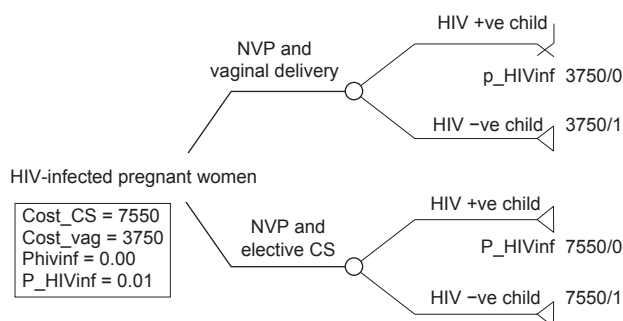 HIV +ve child
NVP and
vaginal delivery
p_HIVinf 3750/0
HIV −ve child 3750/1
HIV-infected pregnant women
Cost_CS = 7550
Cost_vag = 3750
Phivinf = 0.00
P_HIVinf = 0.01
HIV +ve child
NVP and
elective CS
P_HIVinf 7550/0
HIV −ve child 7550/1